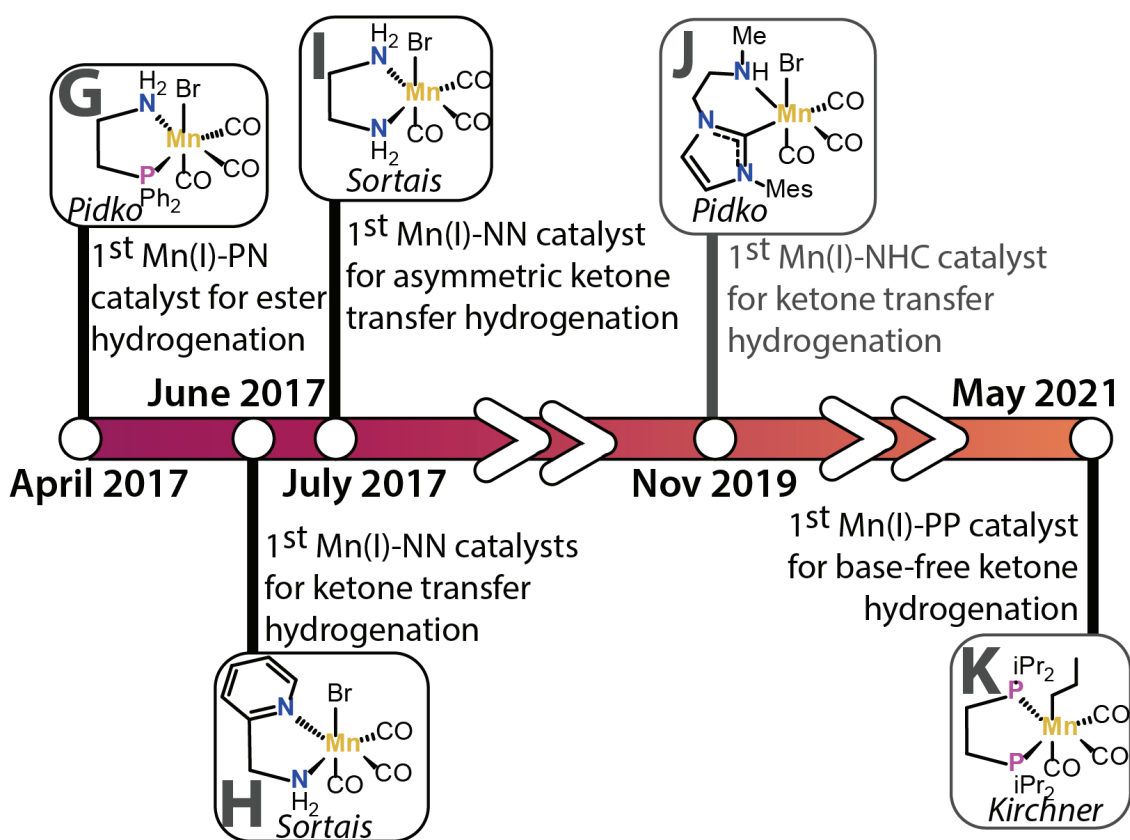 G
H2
N
Br
Mn
CO
CO
CO
P
Ph2
Pidko
1st Mn(I)-PN
catalyst for ester
hydrogenation
I
H2
N
Br
Mn
CO
CO
CO
N
H2
Sortais
1st Mn(I)-NN catalyst
for asymmetric ketone
transfer hydrogenation
J
Me
NH
Br
N
Mn
CO
CO
CO
N
Mes
Pidko
1st Mn(I)-NHC catalyst
for ketone transfer
hydrogenation
June 2017
May 2021
April 2017
July 2017
Nov 2019
1st Mn(I)-NN catalysts
for ketone transfer
hydrogenation
H
N
Br
Mn
CO
CO
CO
N
H2
Sortais
1st Mn(I)-PP catalyst
for base-free ketone
hydrogenation
K
iPr2
P
Mn
CO
CO
CO
P
iPr2
Kirchner